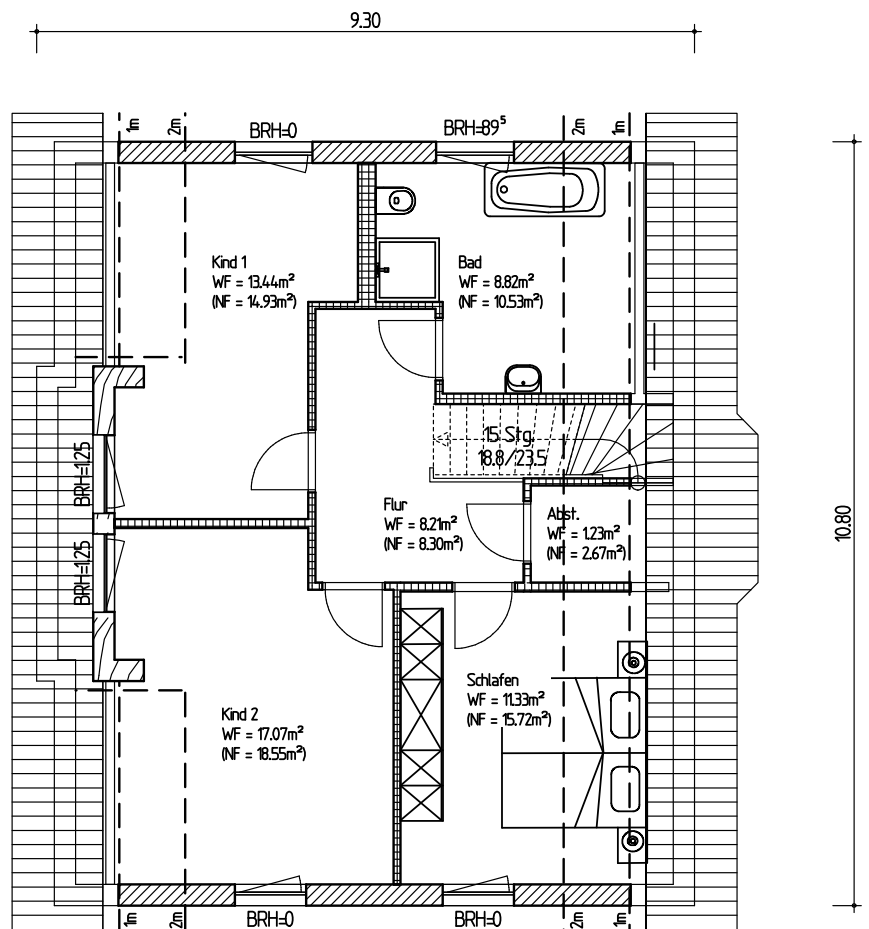 9.30
1m
2m
BRH=0
BRH=89⁵
2m
1m
Kind 1
WF = 13.44m²
(NF = 14.93m²)
Bad
WF = 8.82m²
(NF = 10.53m²)
BRH=1.25
15 Stg.
18.8/23.5
Flur
WF = 8.21m²
(NF = 8.30m²)
Abst.
WF = 1.23m²
(NF = 2.67m²)
10.80
BRH=1.25
Schlafen
WF = 11.33m²
(NF = 15.72m²)
Kind 2
WF = 17.07m²
(NF = 18.55m²)
1m
2m
BRH=0
BRH=0
2m
1m